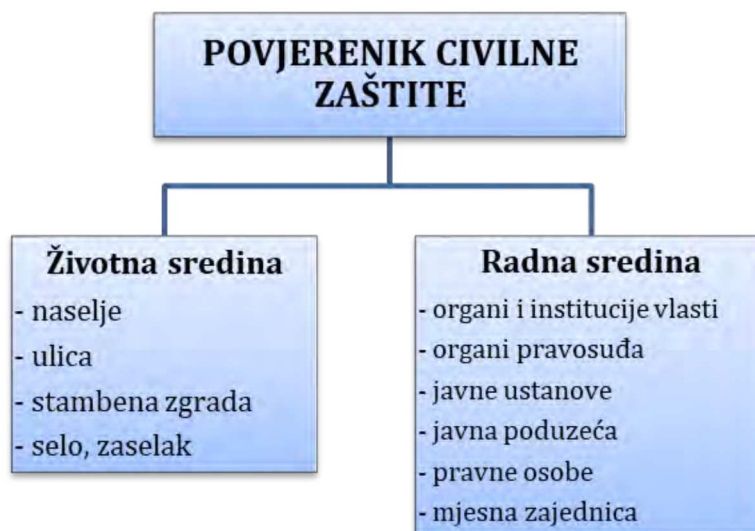 POVJERENIK CIVILNE
ZAŠTITE
Životna sredina
- naselje
- ulica
- stambena zgrada
- selo, zaselak
Radna sredina
- organi i institucije vlasti
- organi pravosuđa
- javne ustanove
- javna poduzeća
- pravne osobe
- mjesna zajednica